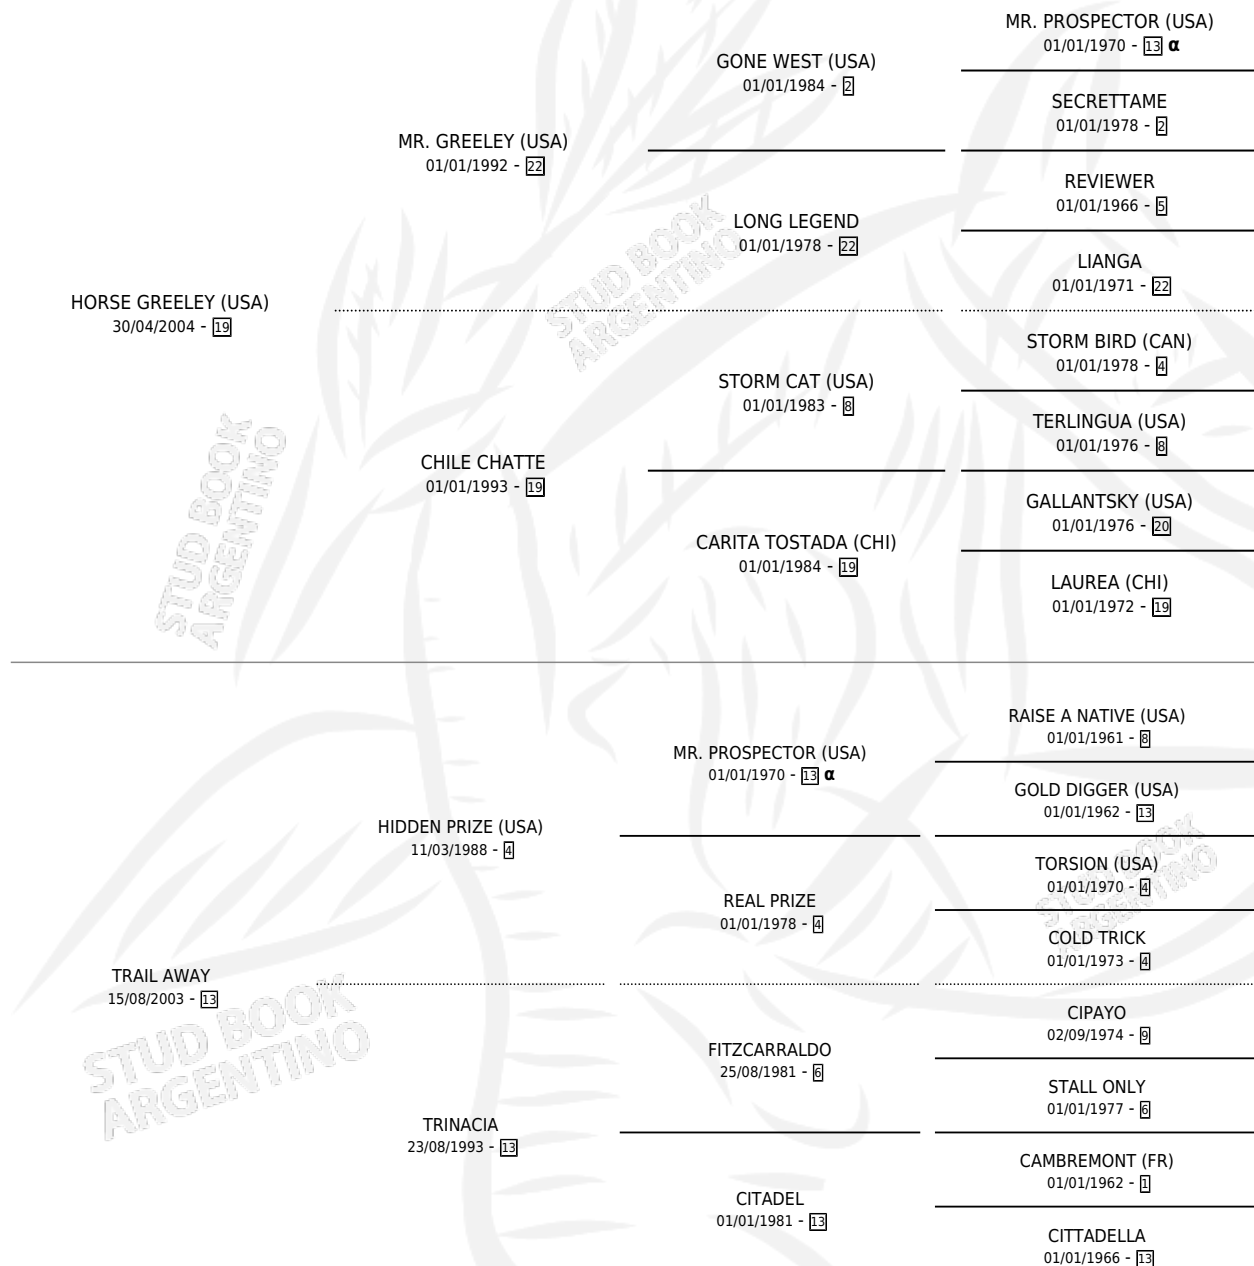 MR. PROSPECTOR (USA)
01/01/1970 - 13 α
GONE WEST (USA)
01/01/1984 - 2
SECRETTAME
01/01/1978 - 2
MR. GREELEY (USA)
01/01/1992 - 22
REVIEWER
01/01/1966 - 5
LONG LEGEND
01/01/1978 - 22
LIANGA
01/01/1971 - 22
HORSE GREELEY (USA)
30/04/2004 - 19
STORM BIRD (CAN)
01/01/1978 - 4
STORM CAT (USA)
01/01/1983 - 8
TERLINGUA (USA)
01/01/1976 - 8
CHILE CHATTE
01/01/1993 - 19
GALLANTSKY (USA)
01/01/1976 - 20
CARITA TOSTADA (CHI)
01/01/1984 - 19
LAUREA (CHI)
01/01/1972 - 19
STUD BOOK
ARGENTINO
STUD BOOK
ARGENTINO
RAISE A NATIVE (USA)
01/01/1961 - 8
MR. PROSPECTOR (USA)
01/01/1970 - 13 α
GOLD DIGGER (USA)
01/01/1962 - 13
HIDDEN PRIZE (USA)
11/03/1988 - 4
TORSION (USA)
01/01/1970 - 4
REAL PRIZE
01/01/1978 - 4
COLD TRICK
01/01/1973 - 4
TRAIL AWAY
15/08/2003 - 13
CIPAYO
02/09/1974 - 9
FITZCARRALDO
25/08/1981 - 6
STALL ONLY
01/01/1977 - 6
TRINACIA
23/08/1993 - 13
CAMBREMONT (FR)
01/01/1962 - 1
CITADEL
01/01/1981 - 13
CITTADELLA
01/01/1966 - 13
STUD BOOK
ARGENTINO
STUD BOOK
ARGENTINO